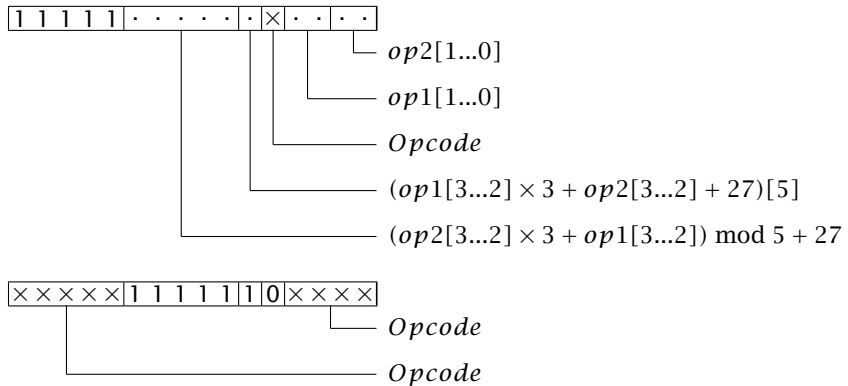 1 1 1 1 1 · · · · · · × · · · ·
op2[1...0]
op1[1...0]
Opcode
(op1[3...2] × 3 + op2[3...2] + 27)[5]
(op2[3...2] × 3 + op1[3...2]) mod 5 + 27
× × × × × 1 1 1 1 1 1 0 × × × ×
Opcode
Opcode